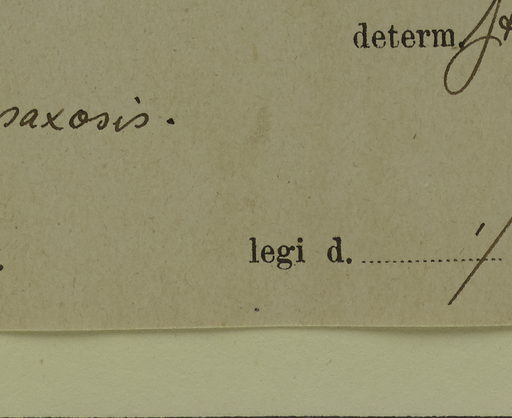 determ.
saxosis.
legi d.